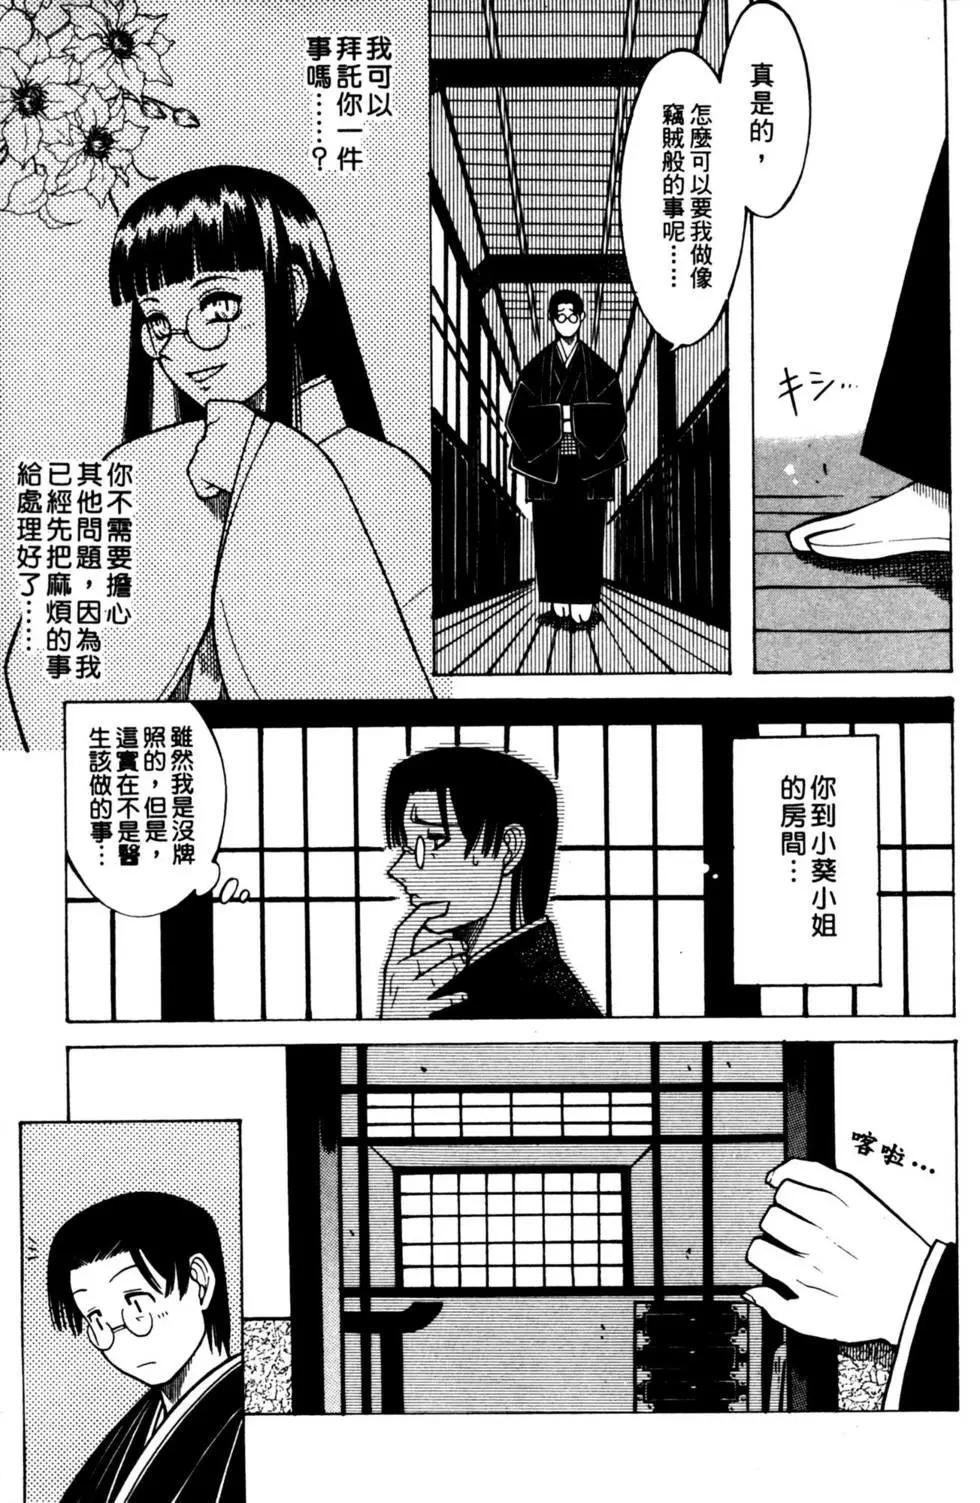 真是的，
怎麼可以要我做像
竊賊般的事呢……
キシ…
我可以
拜託你一件
事嗎……？
你不需要擔心
其他問題，因為我
已經先把麻煩的事
給處理好了……
你到小葵小姐
的房間…
雖然我是沒牌
照的，但是，
這實在不是醫
生該做的事…
喀啦…